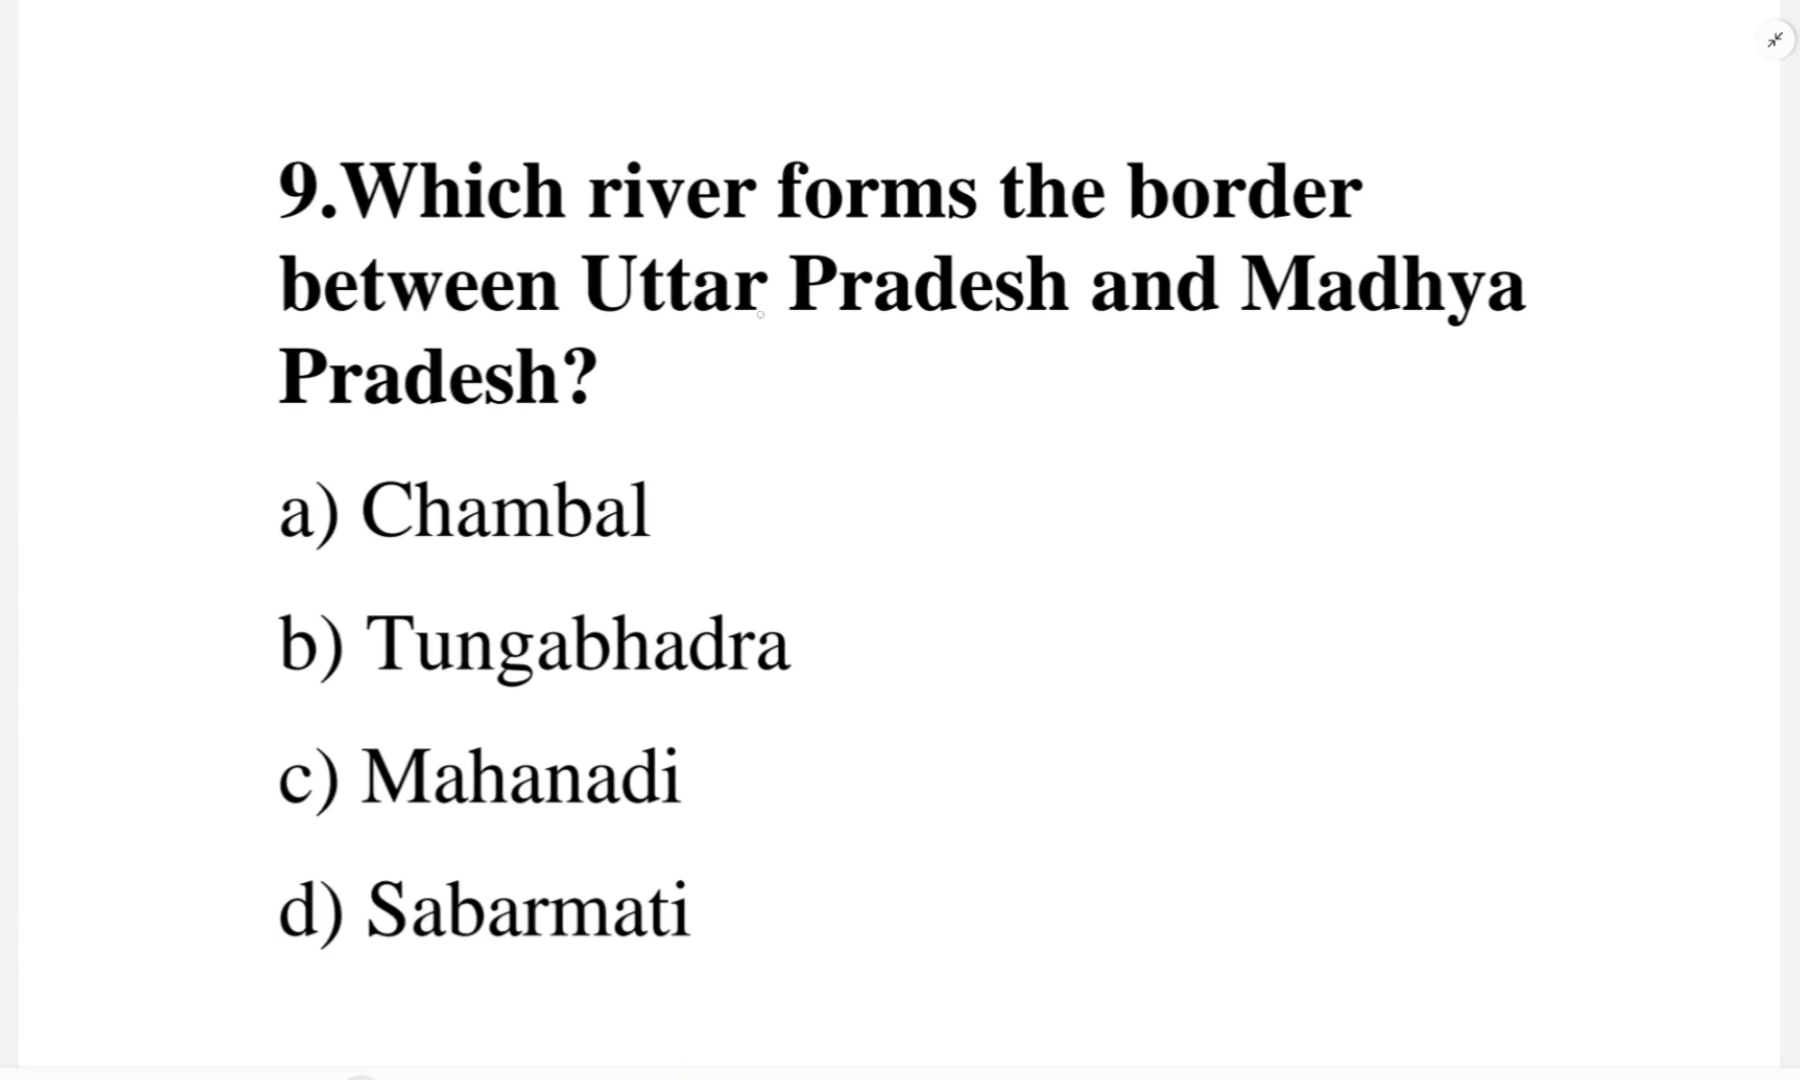 9.Which river forms the border
between Uttar Pradesh and Madhya
Pradesh?
a) Chambal
b) Tungabhadra
c) Mahanadi
d) Sabarmati